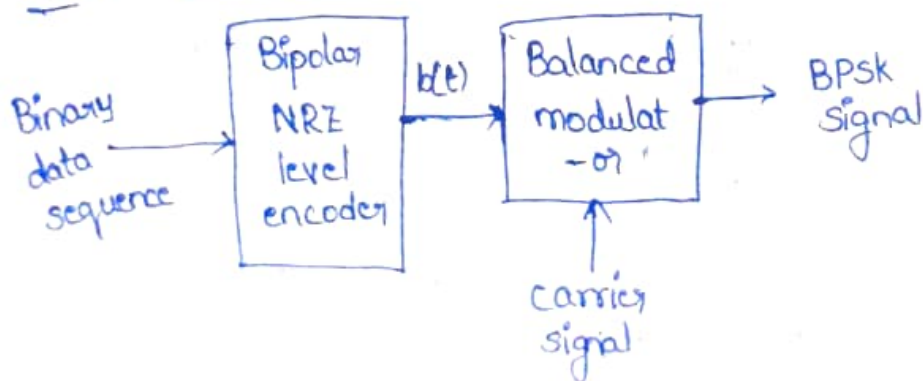 Binary
data
sequence
Bipolar
NRZ
level
encoder
b(t)
Balanced
modulat
-or
carrier
signal
BPSK
signal